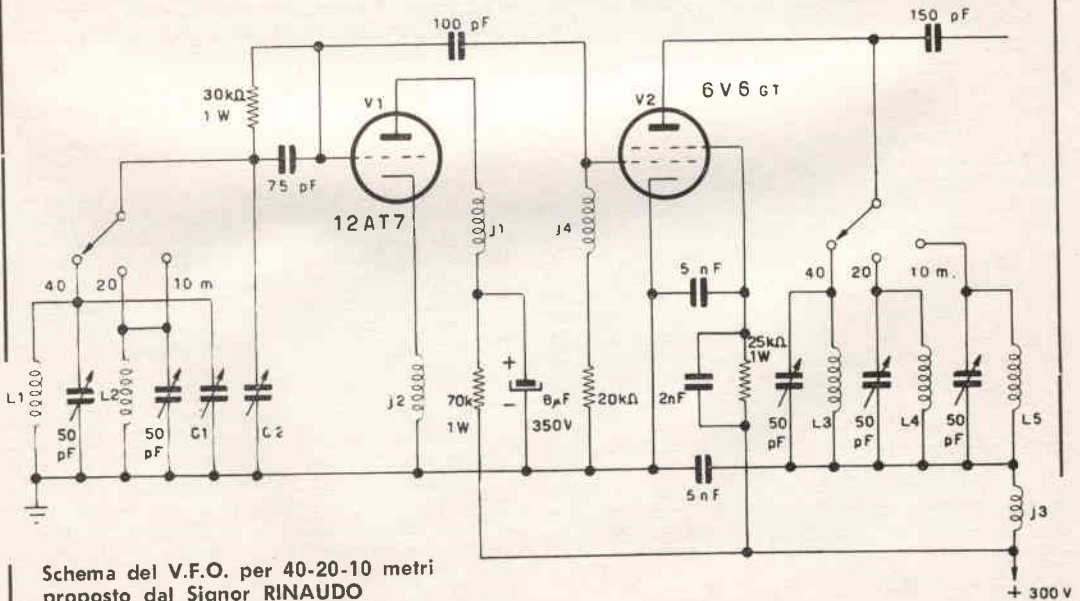 100 pF
150 pF
30kΩ
1 W
V1
V2
6V6 GT
75 pF
12AT7
j1
j4
40
20
10 m
5 nF
40
20
10 m.
25kΩ
1W
L1
50
pF
L2
50
pF
C1
C2
j2
70k
1W
+
-
8μF
350V
20kΩ
2nF
50
pF
L3
50
pF
L4
50
pF
L5
5nF
j3
+ 300 V
Schema del V.F.O. per 40-20-10 metri
proposto dal Signor RINAUDO